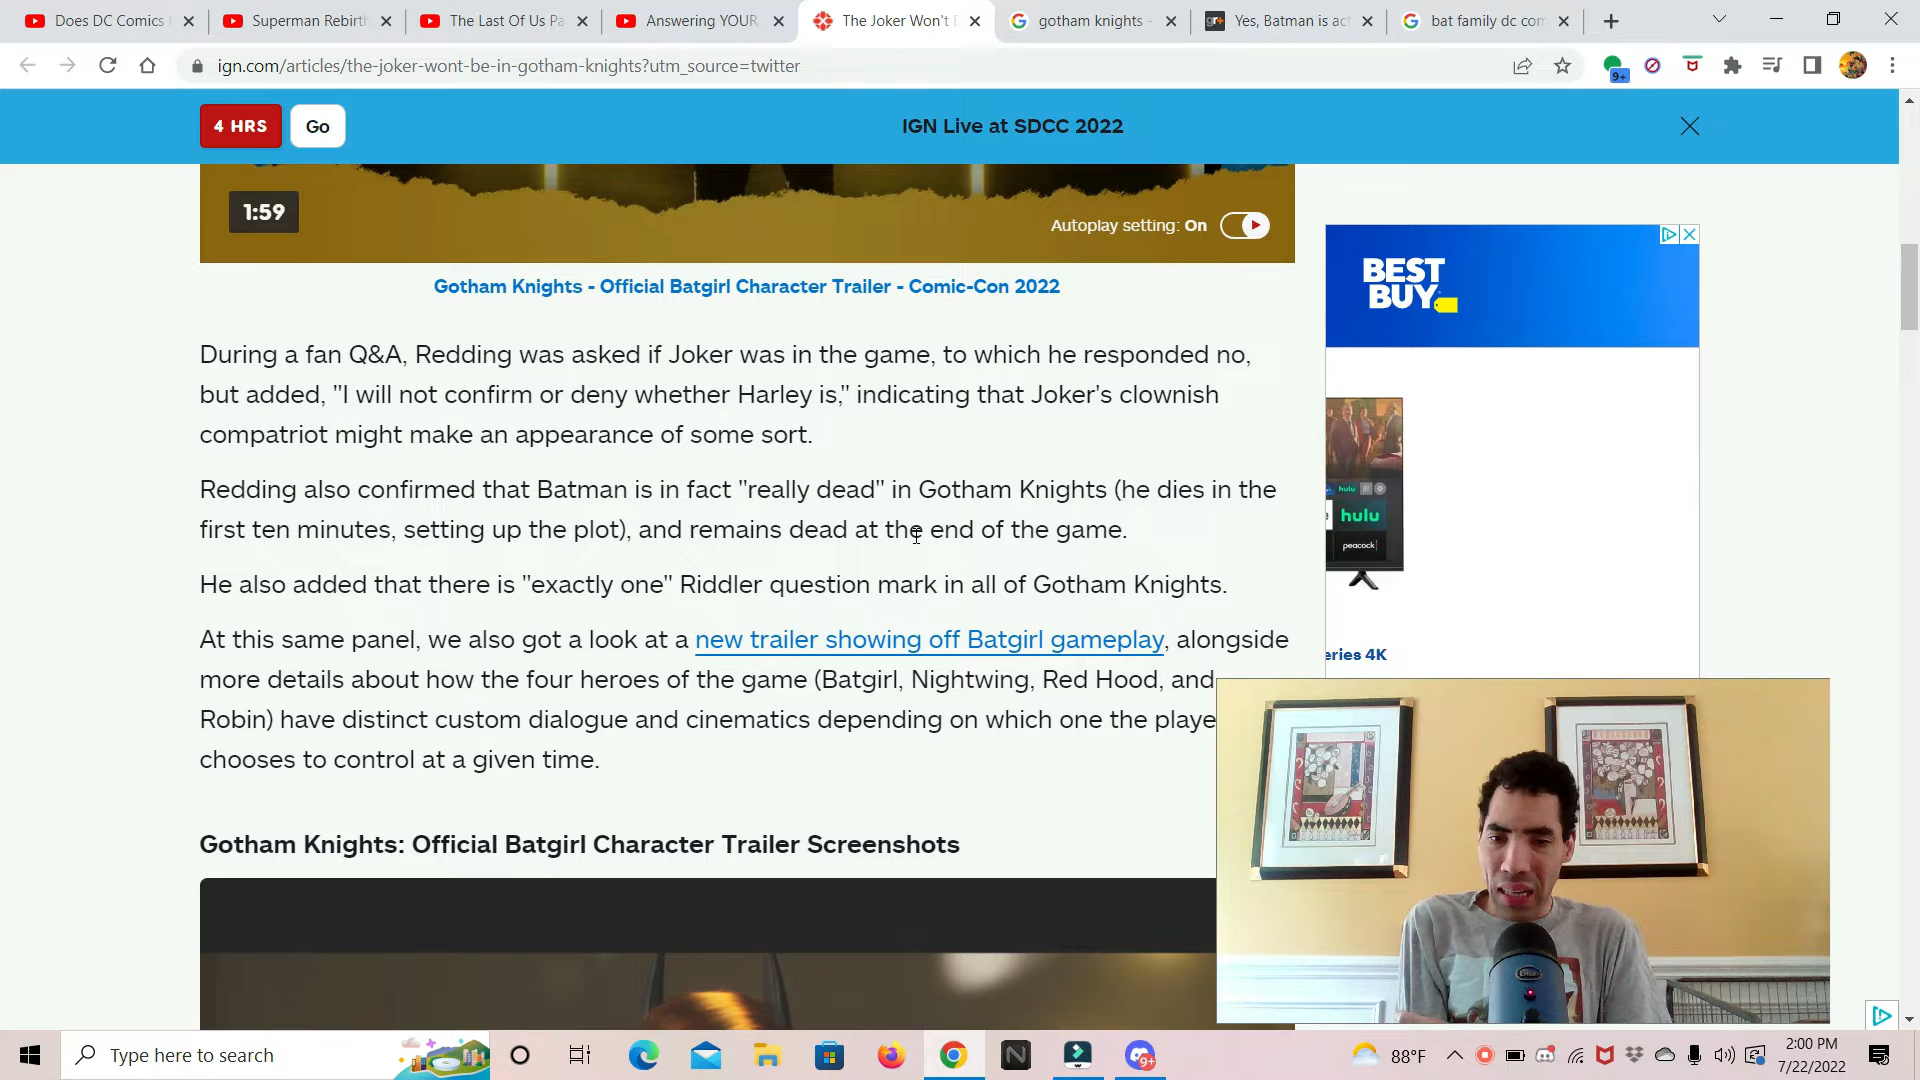 Does DC Comics
Superman Rebirt
The Last Of Us Pa
Answering YOUR
The Joker Won't
gotham knights -
gr+ Yes, Batman is act
bat family dc com
ign.com/articles/the-joker-wont-be-in-gotham-knights?utm_source=twitter
9+
4 HRS
Go
IGN Live at SDCC 2022
1:59
Autoplay setting: On
Gotham Knights - Official Batgirl Character Trailer - Comic-Con 2022
BEST
BUY
During a fan Q&A, Redding was asked if Joker was in the game, to which he responded no,
but added, "I will not confirm or deny whether Harley is," indicating that Joker's clownish
compatriot might make an appearance of some sort.
Redding also confirmed that Batman is in fact "really dead" in Gotham Knights (he dies in the
first ten minutes, setting up the plot), and remains dead at the end of the game.
hulu
hulu
peacock
He also added that there is "exactly one" Riddler question mark in all of Gotham Knights.
At this same panel, we also got a look at a new trailer showing off Batgirl gameplay, alongside
more details about how the four heroes of the game (Batgirl, Nightwing, Red Hood, and
Robin) have distinct custom dialogue and cinematics depending on which one the playe
chooses to control at a given time.
eries 4K
Gotham Knights: Official Batgirl Character Trailer Screenshots
Blue
Type here to search
N
9+
88°F
2:00 PM
7/22/2022